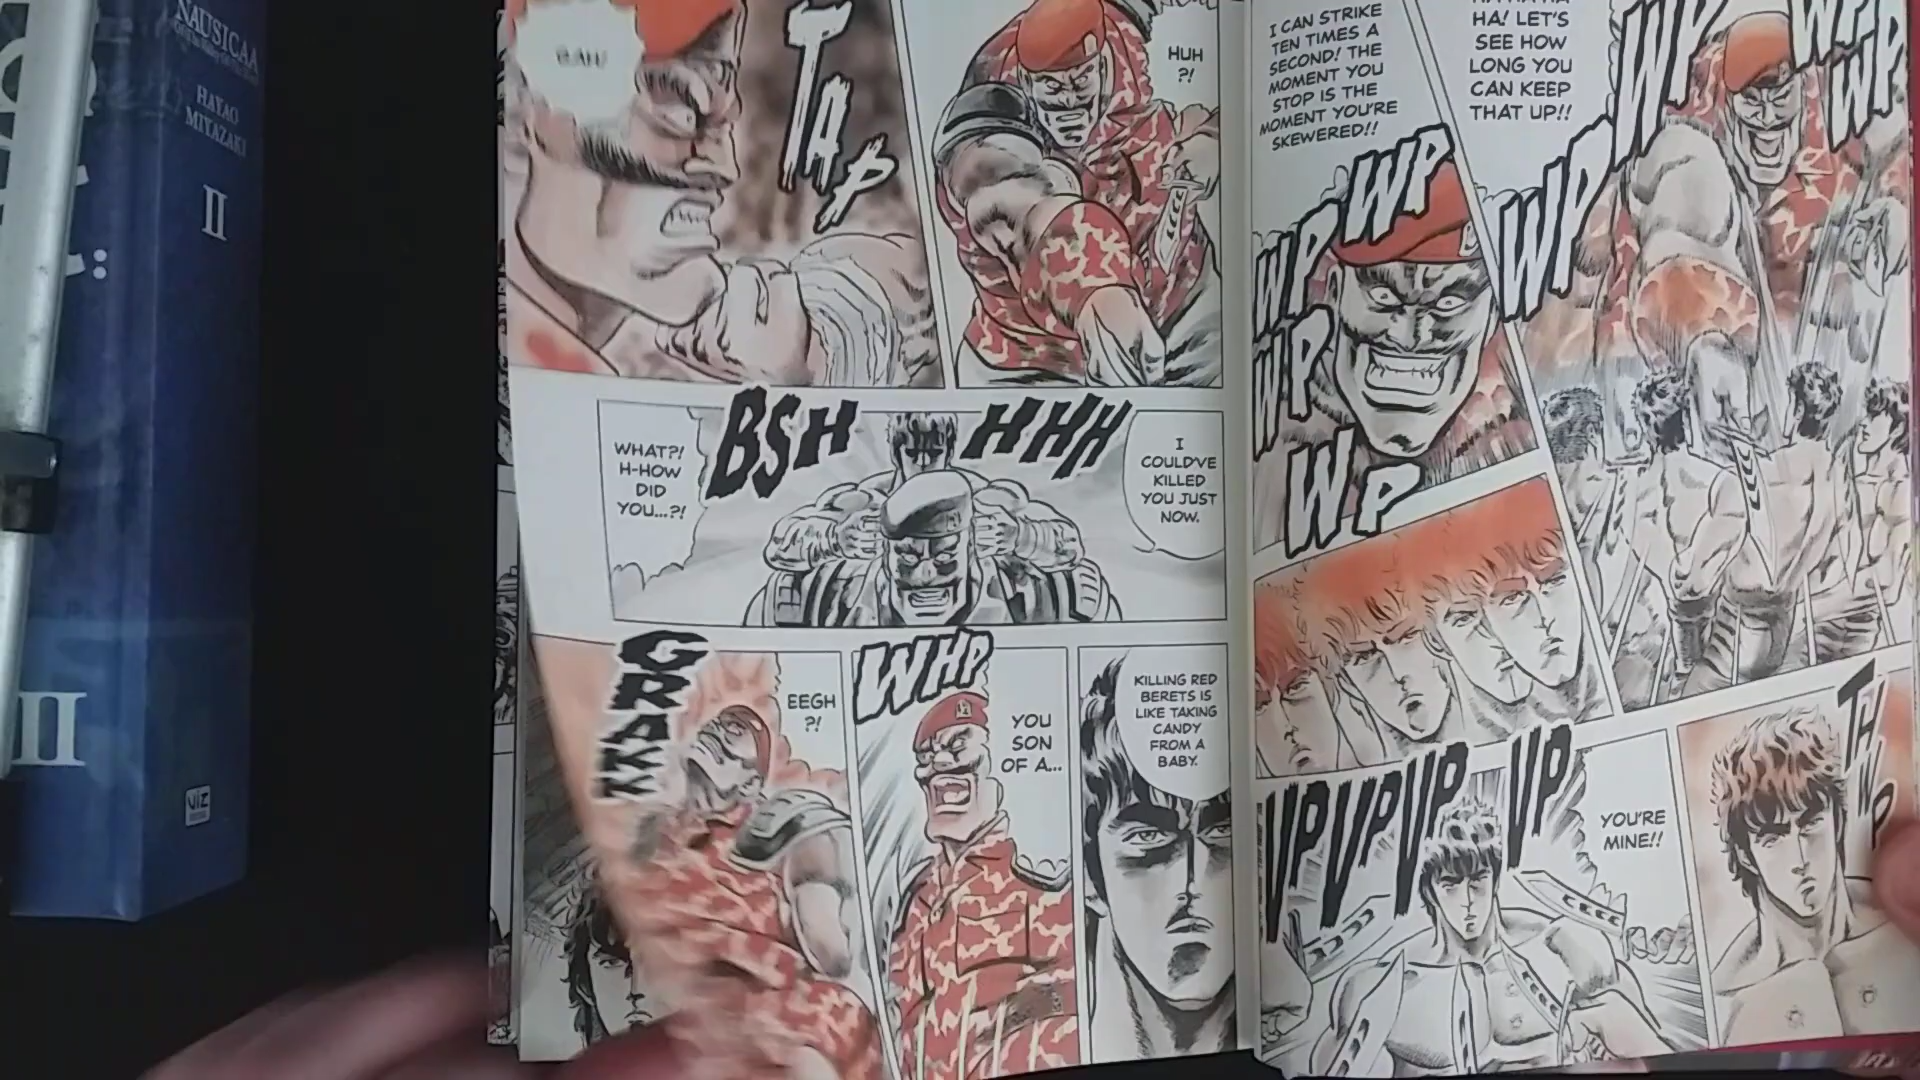 NAUSICAÄ
HAYAO
MIYAZAKI
II
II
VIZ
I CAN STRIKE
TEN TIMES A
SECOND! THE
MOMENT YOU
STOP IS THE
MOMENT YOU'RE
SKEWERED!!
HA! LET'S
SEE HOW
LONG YOU
CAN KEEP
THAT UP!!
WP
WP
WP
WP
WP
WP
WP
WP
VP VP VP VP
YOU'RE
MINE!!
HUH
?!
TAP
I
COULD'VE
KILLED
YOU JUST
NOW.
BSH HHH
WHAT?!
H-HOW
DID
YOU...?!
KILLING RED
BERETS IS
LIKE TAKING
CANDY
FROM A
BABY.
WHP
YOU
SON
OF A...
EEGH
?!